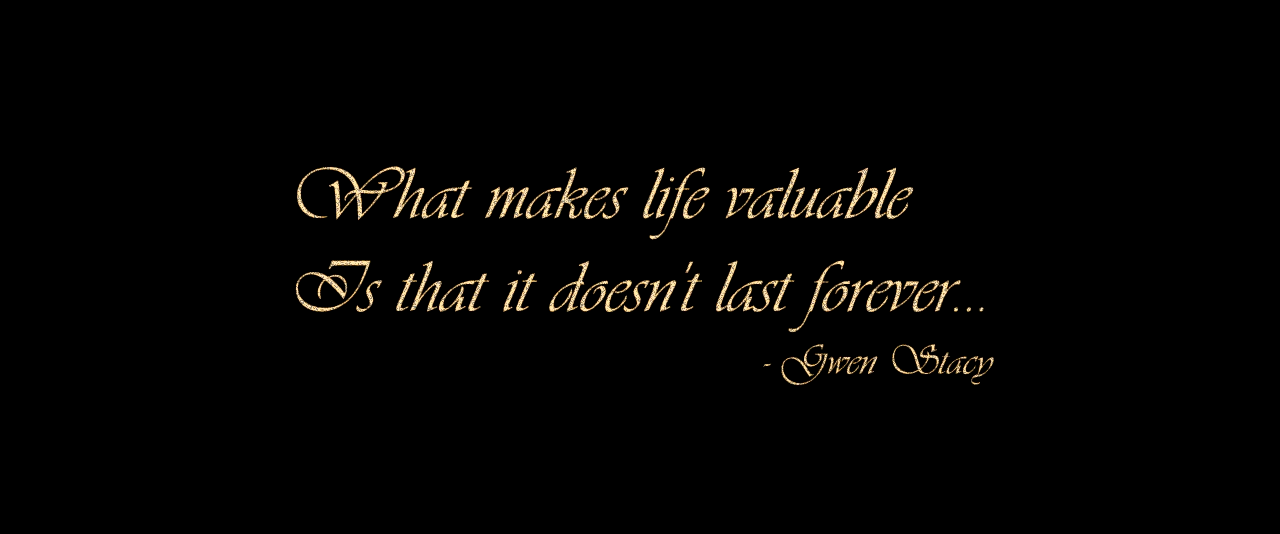 What makes life valuable
Is that it doesn't last forever...
- Gwen Stacy